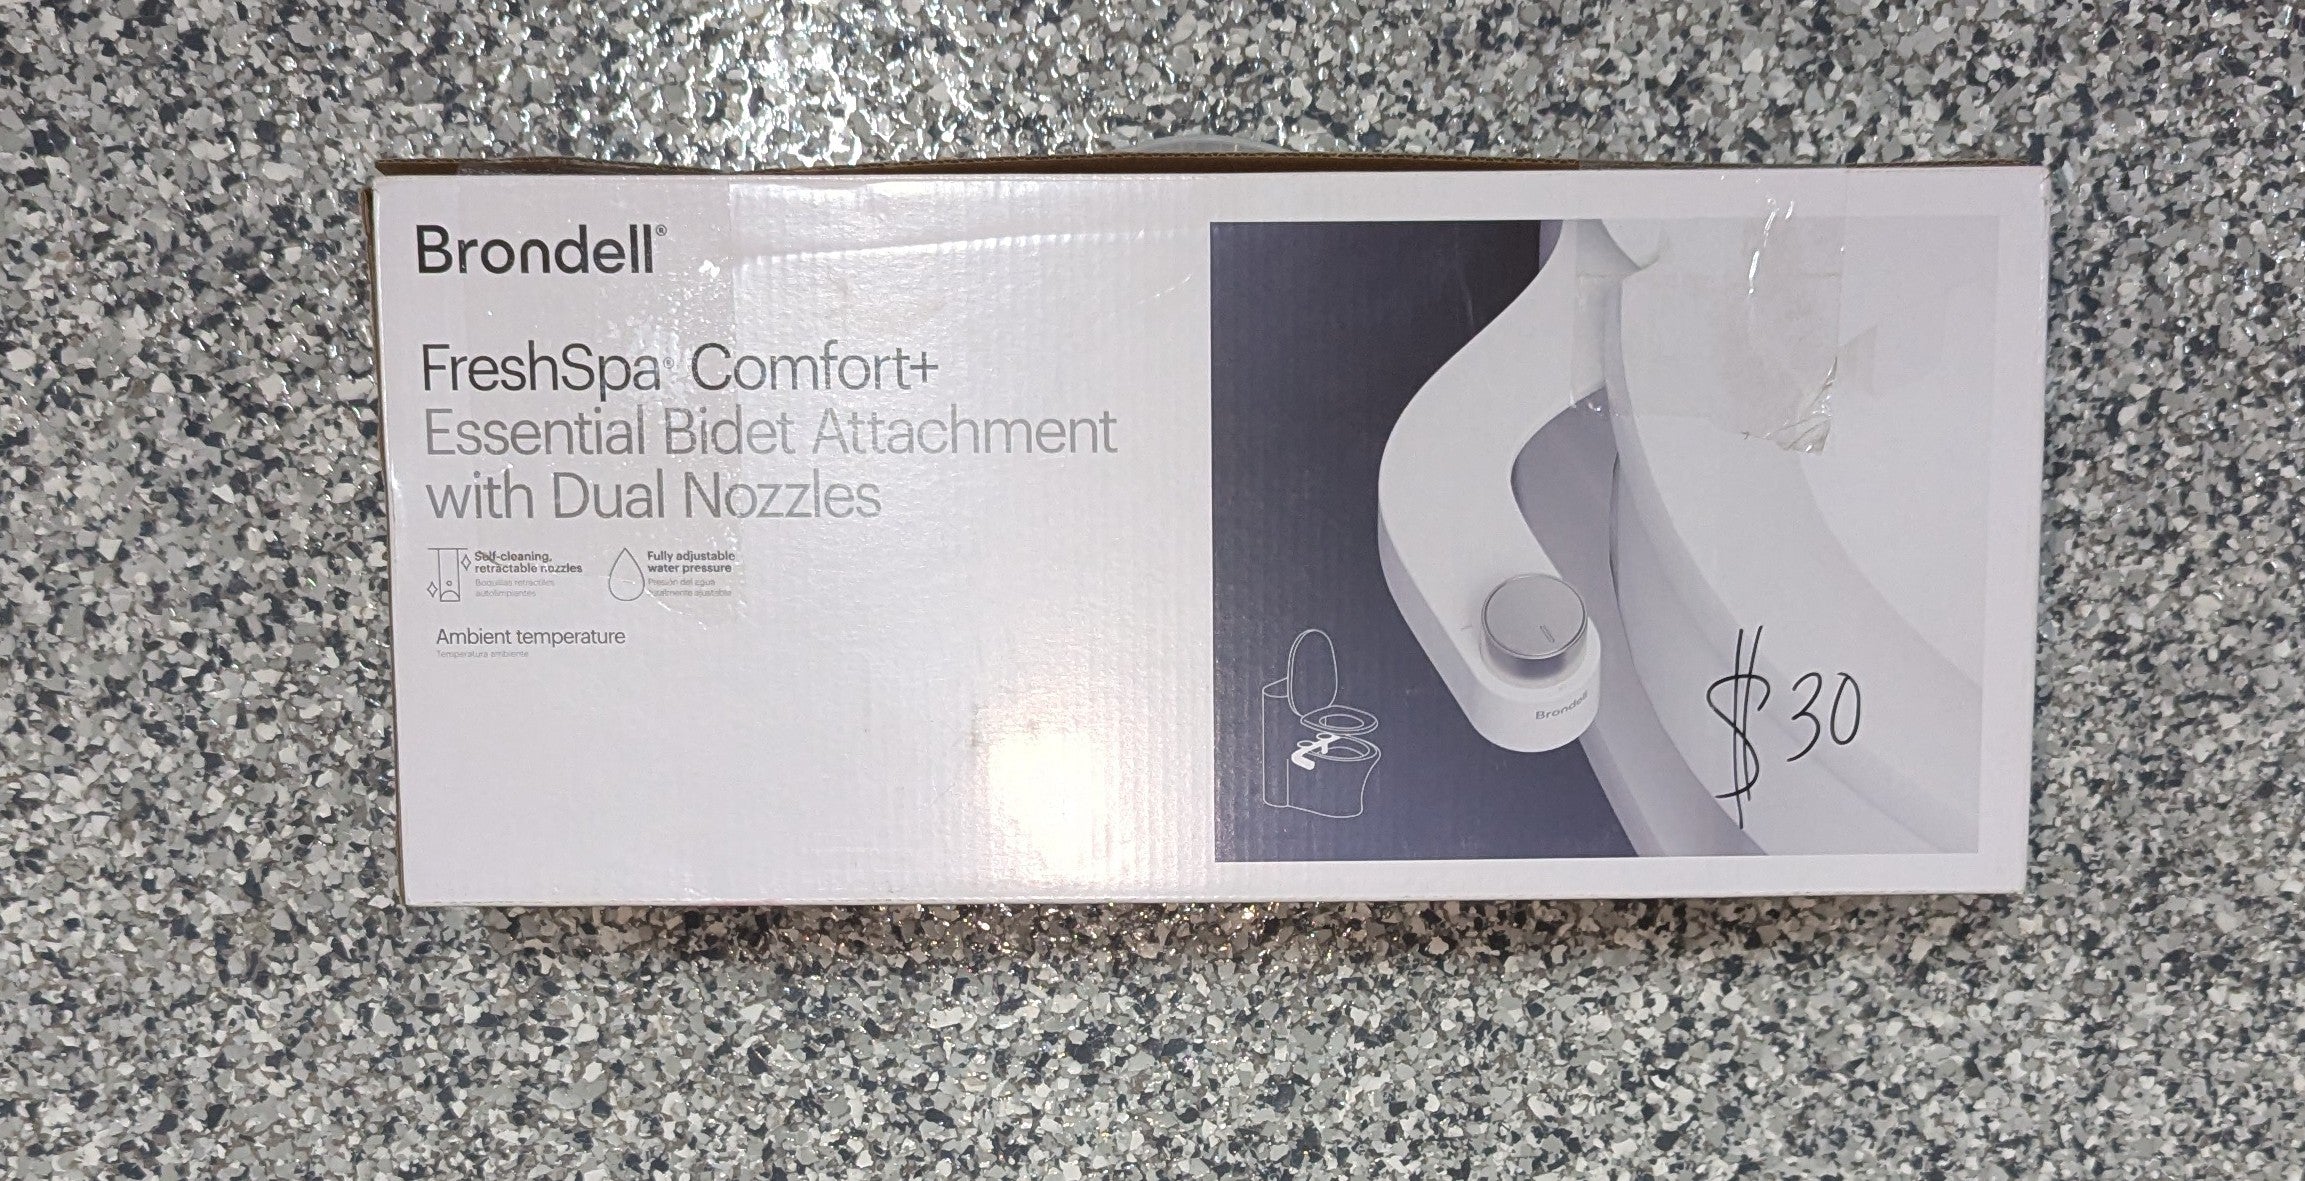 Brondell®
FreshSpa® Comfort+
Essential Bidet Attachment
with Dual Nozzles
Self-cleaning,
retractable nozzles
Boquillas retráctiles
autolimpiantes
Fully adjustable
water pressure
Presión del agua
totalmente ajustable
Ambient temperature
Temperatura ambiente
Brondell
$30